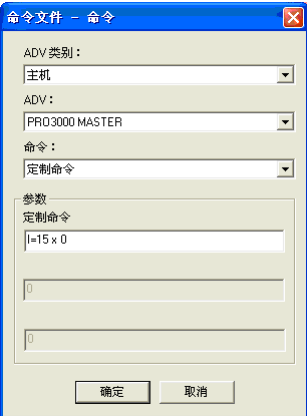 命令文件 - 命令
ADV 类别：
主机
ADV：
PRO3000 MASTER
命令：
定制命令
参数
定制命令
I=15 x 0
0
0
确定
取消